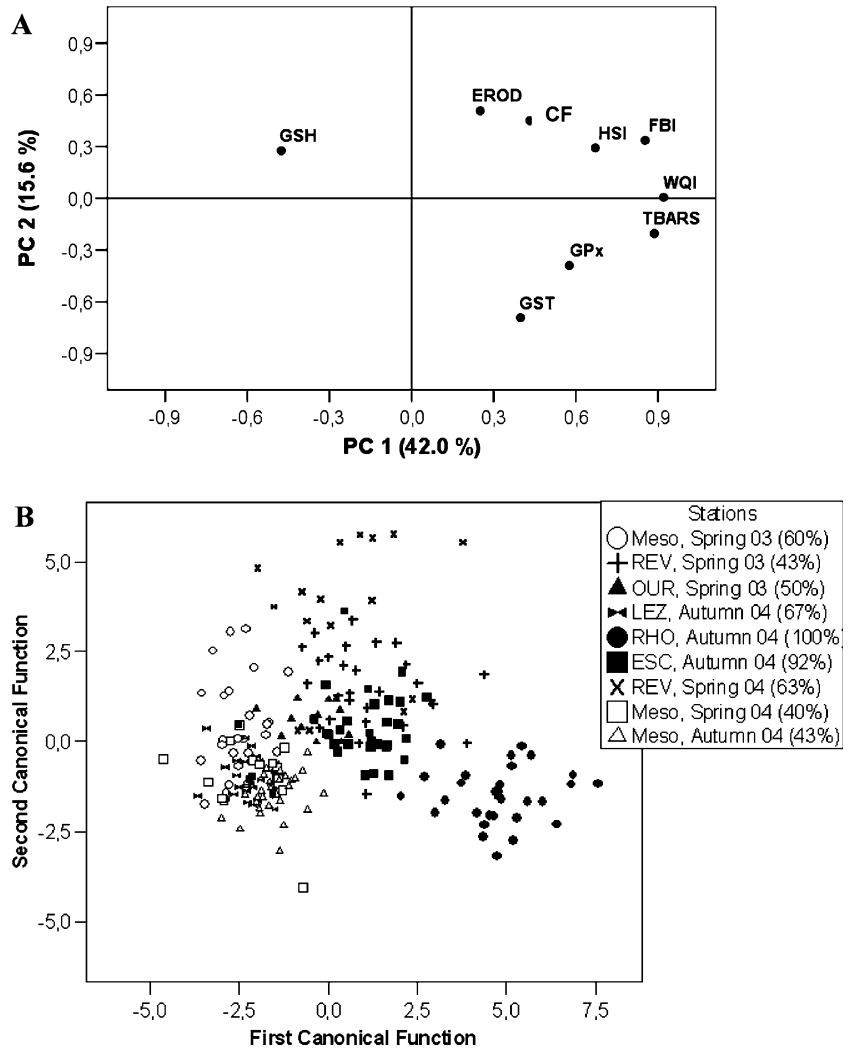 A
0,9
0,6
0,3
0,0
-0,3
-0,6
-0,9
PC 2 (15.6 %)
GSH
EROD
CF
HSI
FBI
WQI
TBARS
GPx
GST
-0,9
-0,6
-0,3
0,0
0,3
0,6
0,9
PC 1 (42.0 %)
B
5,0
2,5
0,0
-2,5
-5,0
Second Canonical Function
Stations
Meso, Spring 03 (60%)
REV, Spring 03 (43%)
OUR, Spring 03 (50%)
LEZ, Autumn 04 (67%)
RHO, Autumn 04 (100%)
ESC, Autumn 04 (92%)
REV, Spring 04 (63%)
Meso, Spring 04 (40%)
Meso, Autumn 04 (43%)
-5,0
-2,5
0,0
2,5
5,0
7,5
First Canonical Function